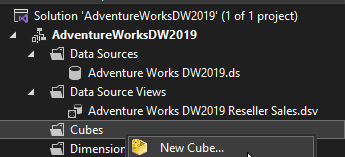 Solution 'AdventureWorksDW2019' (1 of 1 project)
AdventureWorksDW2019
Data Sources
Adventure Works DW2019.ds
Data Source Views
Adventure Works DW2019 Reseller Sales.dsv
Cubes
New Cube...
Dimension